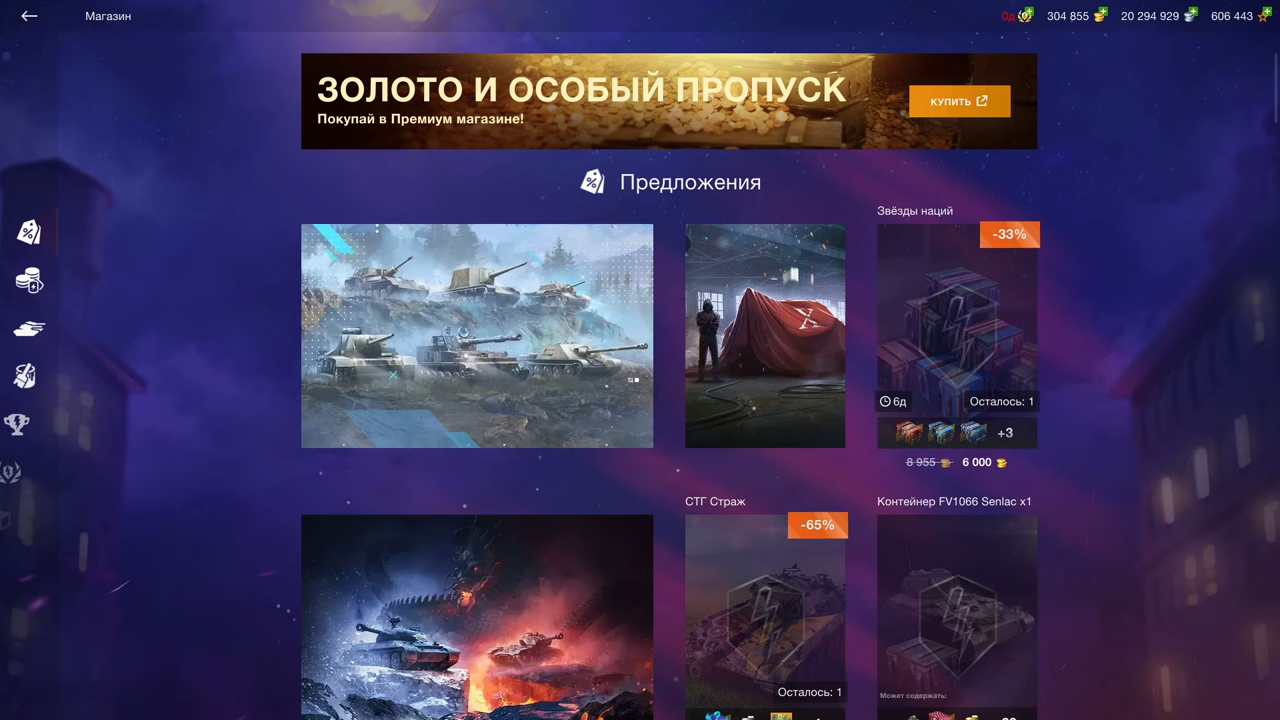 Магазин
0д
304 855
20 294 929
606 443
ЗОЛОТО И ОСОБЫЙ ПРОПУСК
Покупай в Премиум магазине!
КУПИТЬ
Предложения
Звёзды наций
-33%
X
6д
Осталось: 1
+3
8 955
6 000
СТГ Страж
-65%
Контейнер FV1066 Senlac x1
Осталось: 1
Может содержать: